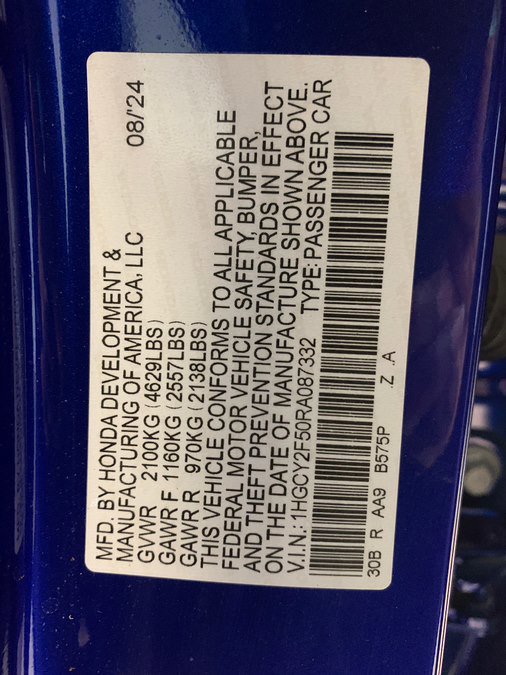 MFD. BY HONDA DEVELOPMENT &
MANUFACTURING OF AMERICA, LLC 08/'24
GVWR 2100KG (4629LBS)
GAWR F 1160KG (2557LBS)
GAWR R 970KG (2138LBS)
THIS VEHICLE CONFORMS TO ALL APPLICABLE
FEDERAL MOTOR VEHICLE SAFETY, BUMPER,
AND THEFT PREVENTION STANDARDS IN EFFECT
ON THE DATE OF MANUFACTURE SHOWN ABOVE.
V.I.N.: 1HGCY2F50RA087332 TYPE: PASSENGER CAR
30B R AA9 B575P .Z .A